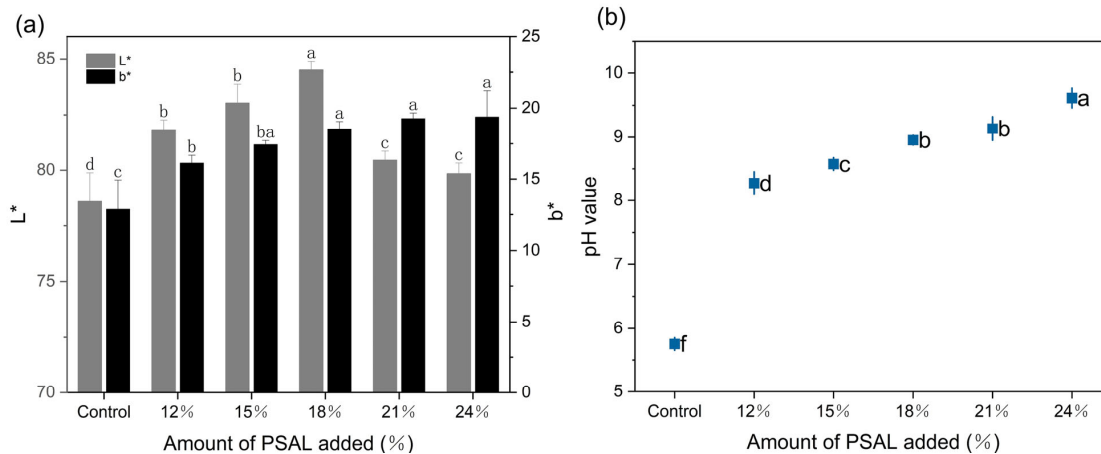 (a)
L*
b*
85
80
75
70
L*
25
20
15
10
5
0
b*
d c b b b ba a a c a c a
Control 12% 15% 18% 21% 24%
Amount of PSAL added (%)
(b)
10
9
8
7
6
5
pH value
f d c b b a
Control 12% 15% 18% 21% 24%
Amount of PSAL added (%)